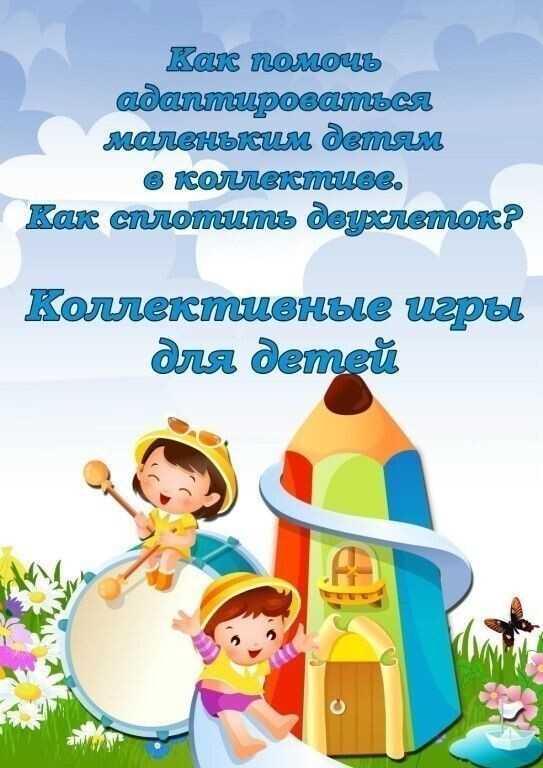 Как помочь
адаптироваться
маленьким детям
в коллективе.
Как сплотить двухлеток?
Коллективные игры
для детей